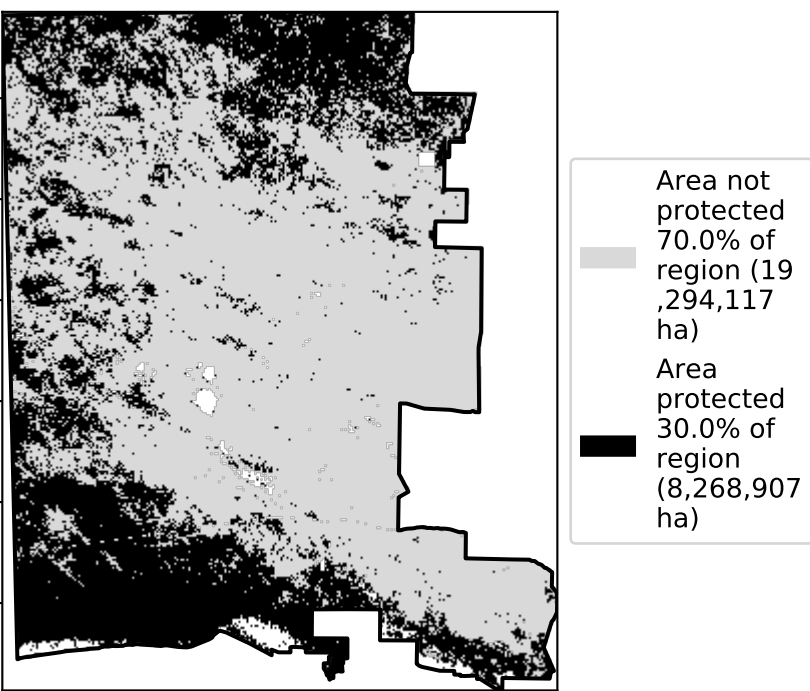 Area not
protected
70.0% of
region (19
,294,117
ha)
Area
protected
30.0% of
region
(8,268,907
ha)